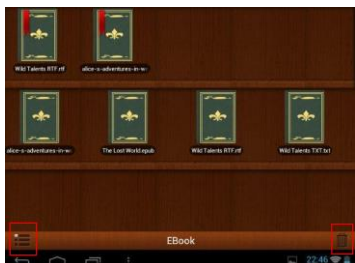 Wild Talents RTF.rtf
alice-s-adventures-in-w
alice-s-adventures-in-w
The Lost World.epub
Wild Talents RTF.rtf
Wild Talents TXT.txt
EBook
22:46